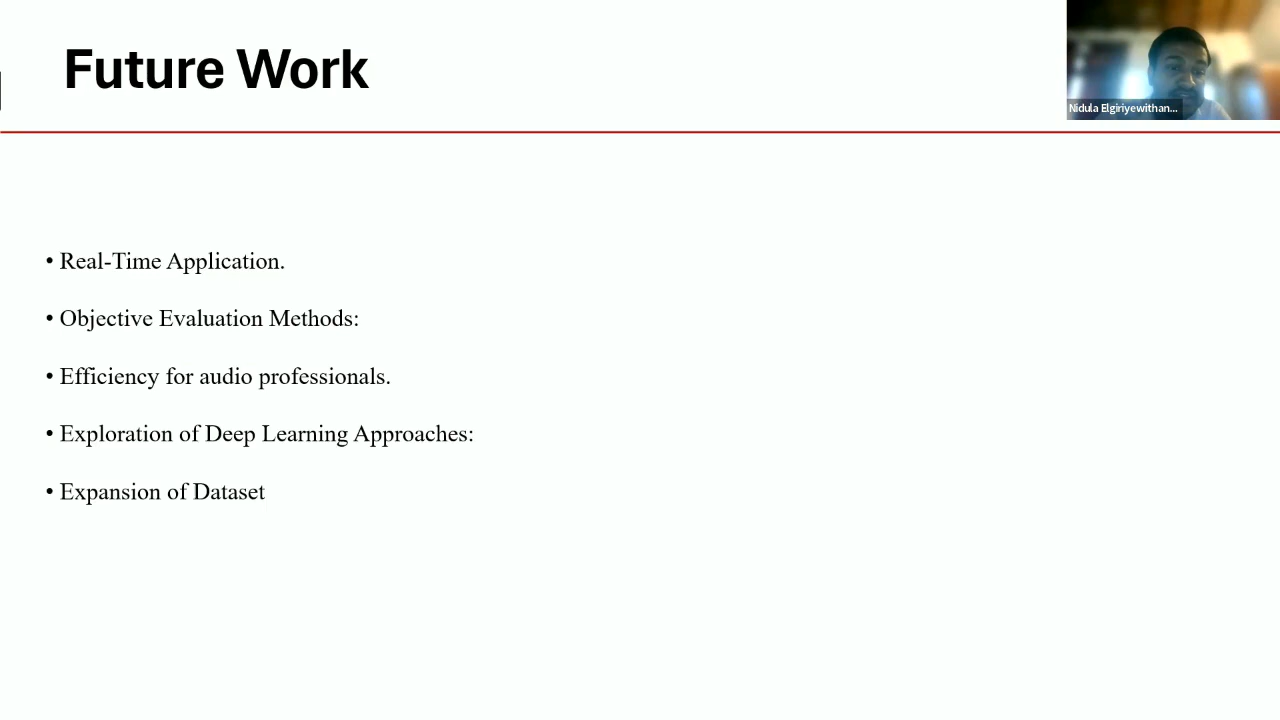 Future Work
Nidula Elgiriyewithan...
• Real-Time Application.
• Objective Evaluation Methods:
• Efficiency for audio professionals.
• Exploration of Deep Learning Approaches:
• Expansion of Dataset